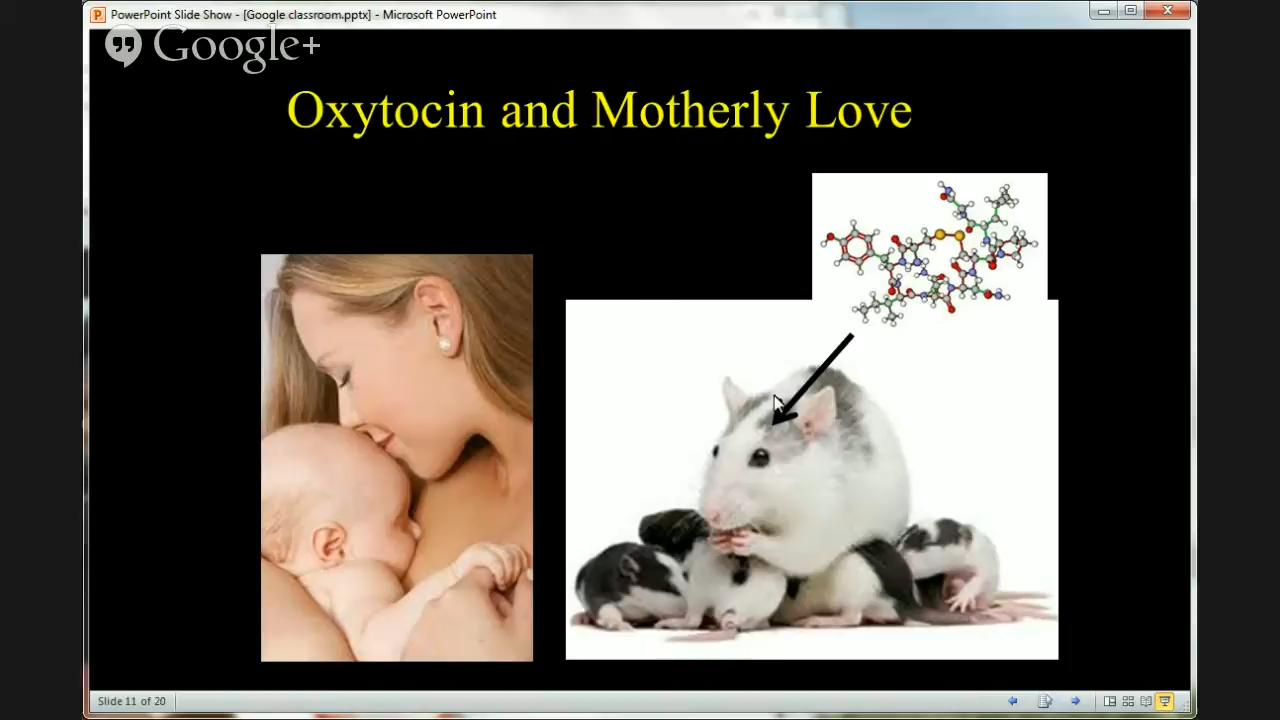 PowerPoint Slide Show - [Google classroom.pptx] - Microsoft PowerPoint
Google+
Oxytocin and Motherly Love
Slide 11 of 20